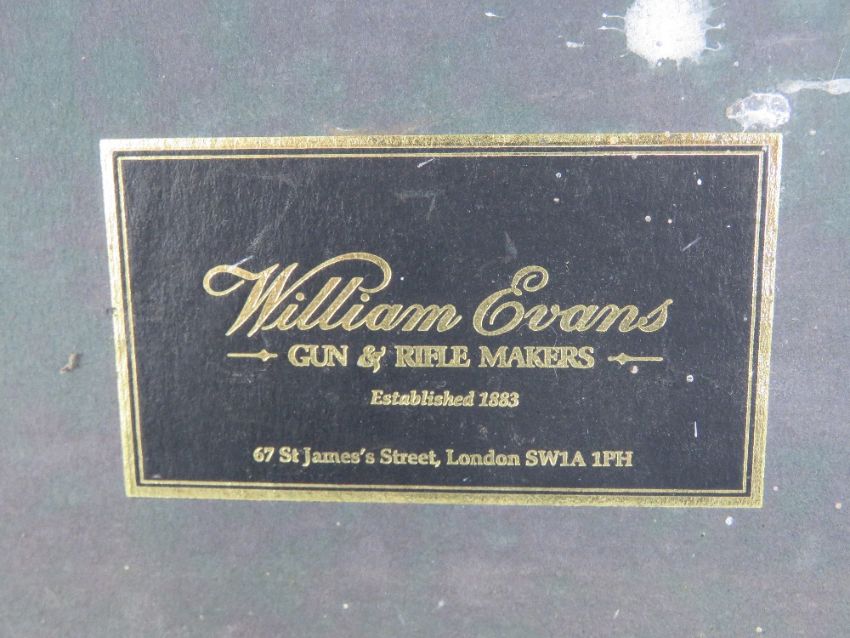 William Evans
GUN & RIFLE MAKERS
Established 1883
67 St James's Street, London SW1A 1PH